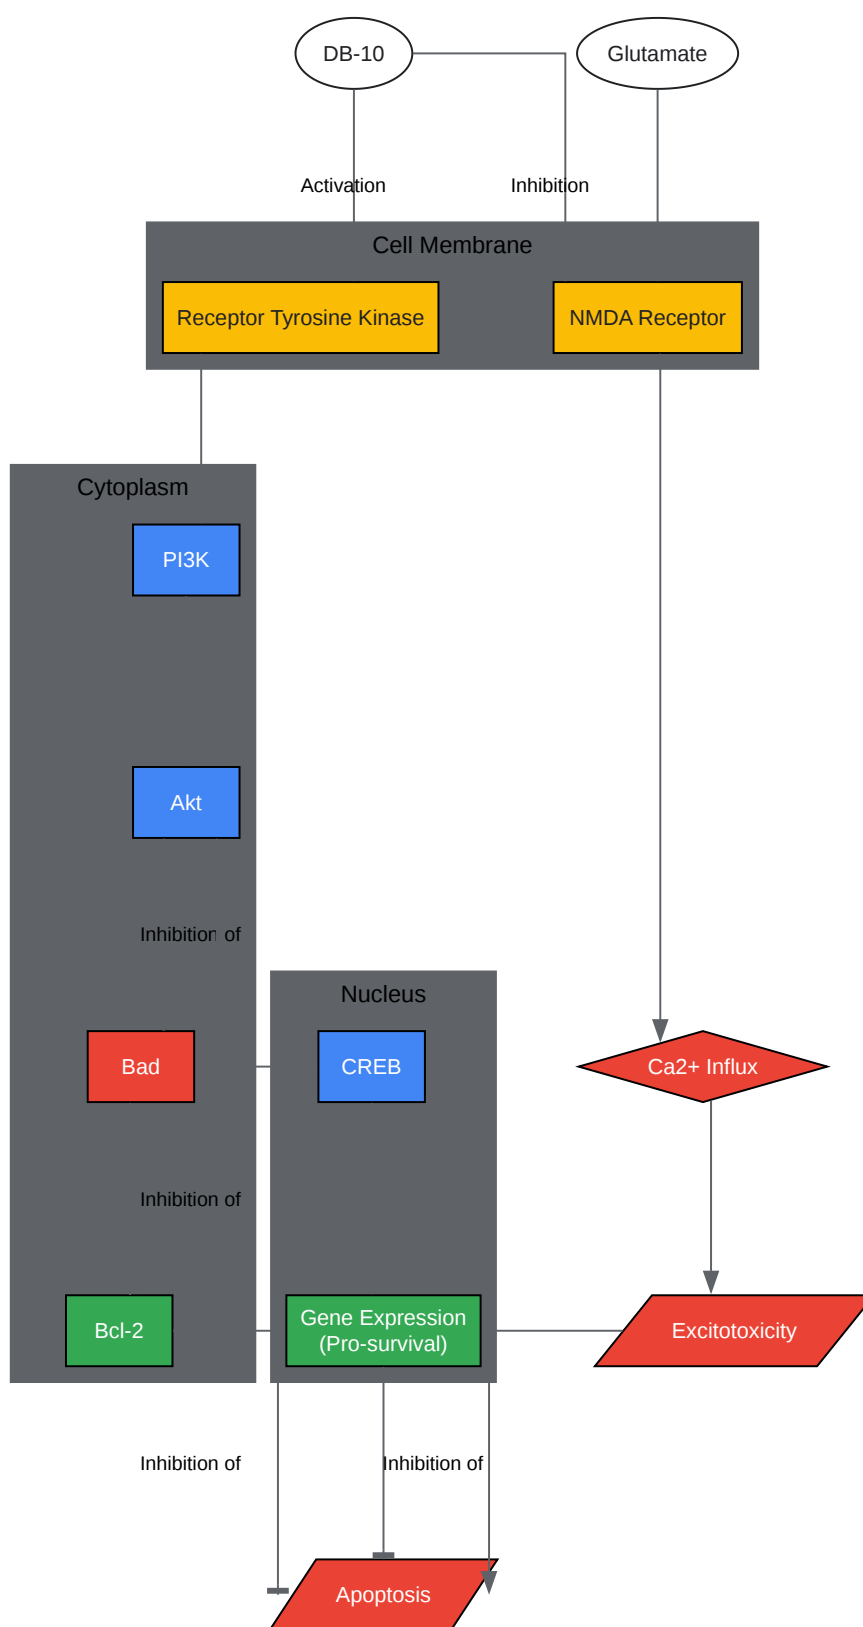 DB-10
Glutamate
Activation
Inhibition
Cell Membrane
Receptor Tyrosine Kinase
NMDA Receptor
Cytoplasm
PI3K
Akt
Inhibition of
Nucleus
Bad
CREB
Ca2+ Influx
Inhibition of
Bcl-2
Gene Expression
(Pro-survival)
Excitotoxicity
Inhibition of
Inhibition of
Apoptosis